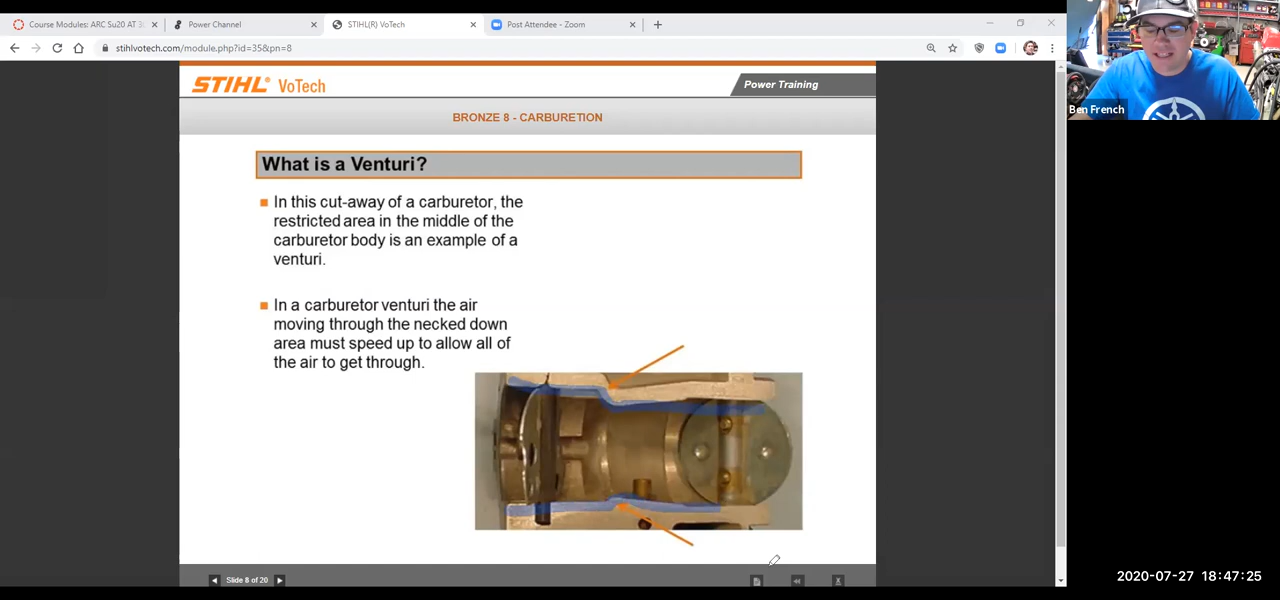 Course Modules: ARC Su20 AT 3
Power Channel
STIHL(R) VoTech
Post Attendee - Zoom
stihlvotech.com/module.php?id=35&pn=8
STIHL® VoTech
Power Training
Ben French
BRONZE 8 - CARBURETION
What is a Venturi?
In this cut-away of a carburetor, the
restricted area in the middle of the
carburetor body is an example of a
venturi.
In a carburetor venturi the air
moving through the necked down
area must speed up to allow all of
the air to get through.
Slide 8 of 20
2020-07-27 18:47:25